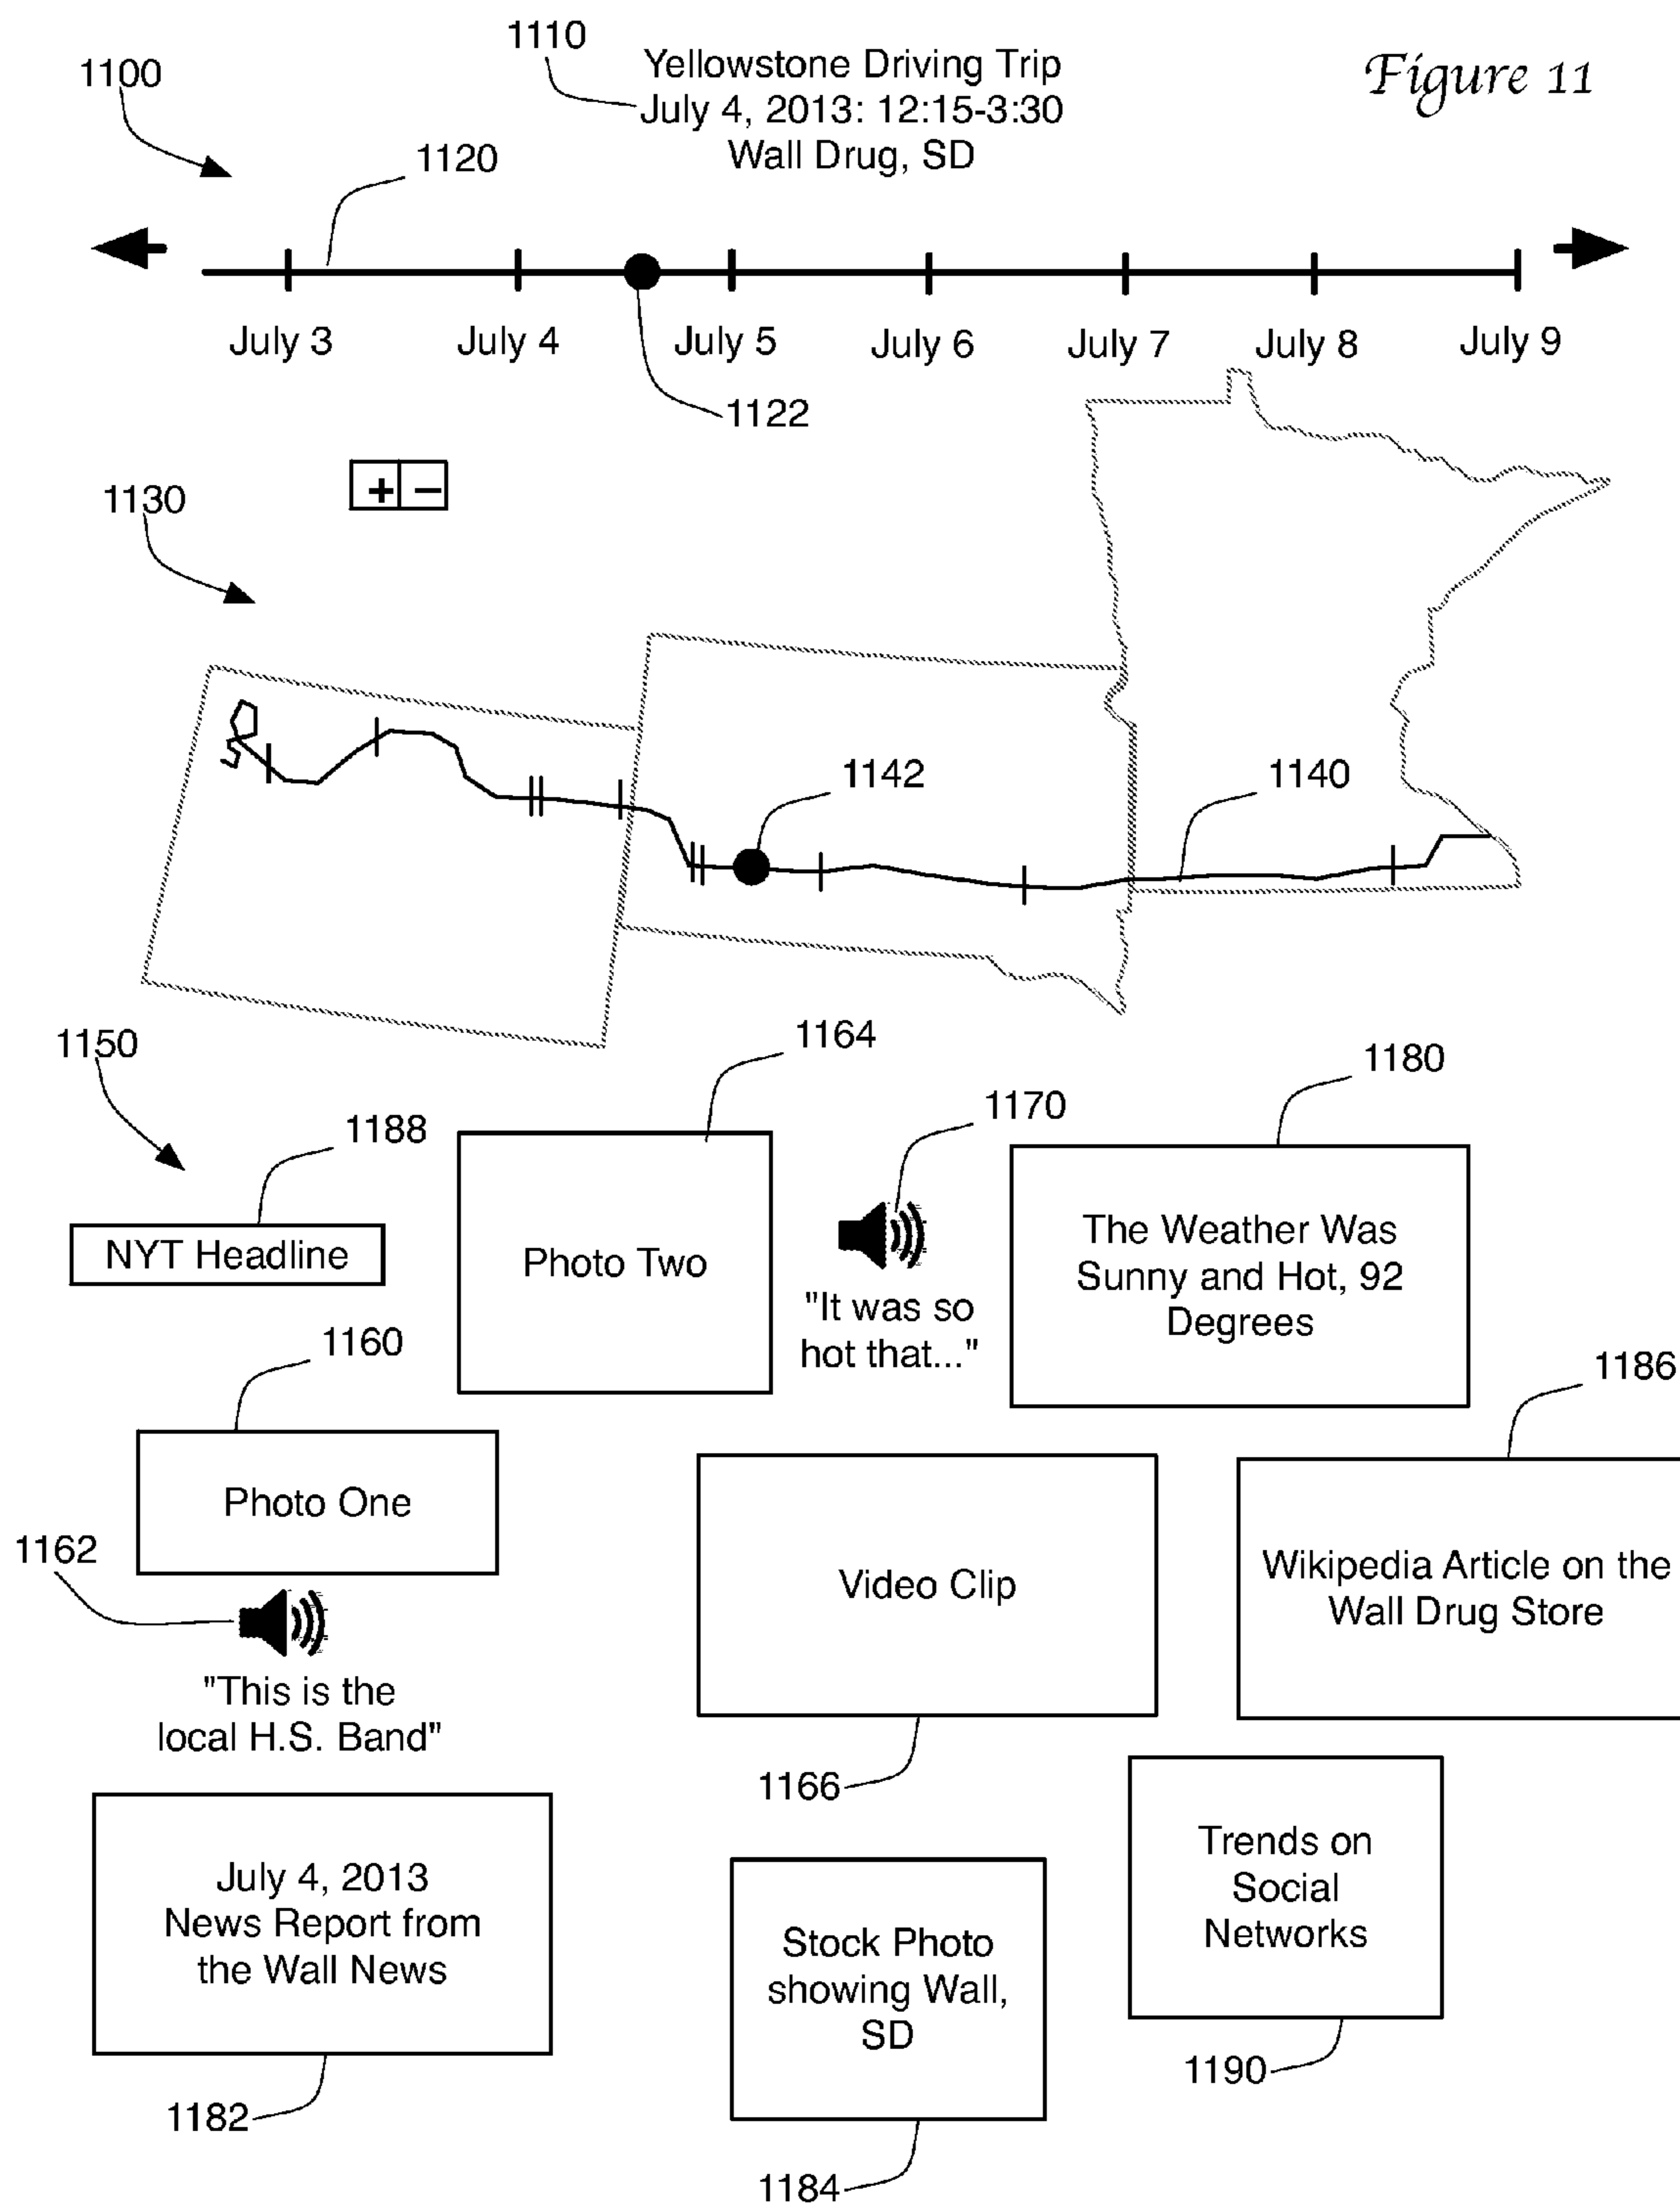 1110
Yellowstone Driving Trip
July 4, 2013: 12:15-3:30
Wall Drug, SD
Figure 11
1100
1120
July 3
July 4
July 5
July 6
July 7
July 8
July 9
1122
+ −
1130
1142
1140
1150
1164
1180
1170
1188
NYT Headline
Photo Two
"It was so
hot that..."
The Weather Was
Sunny and Hot, 92
Degrees
1160
1186
Photo One
Video Clip
Wikipedia Article on the
Wall Drug Store
1162
"This is the
local H.S. Band"
1166
July 4, 2013
News Report from
the Wall News
Stock Photo
showing Wall,
SD
Trends on
Social
Networks
1190
1182
1184